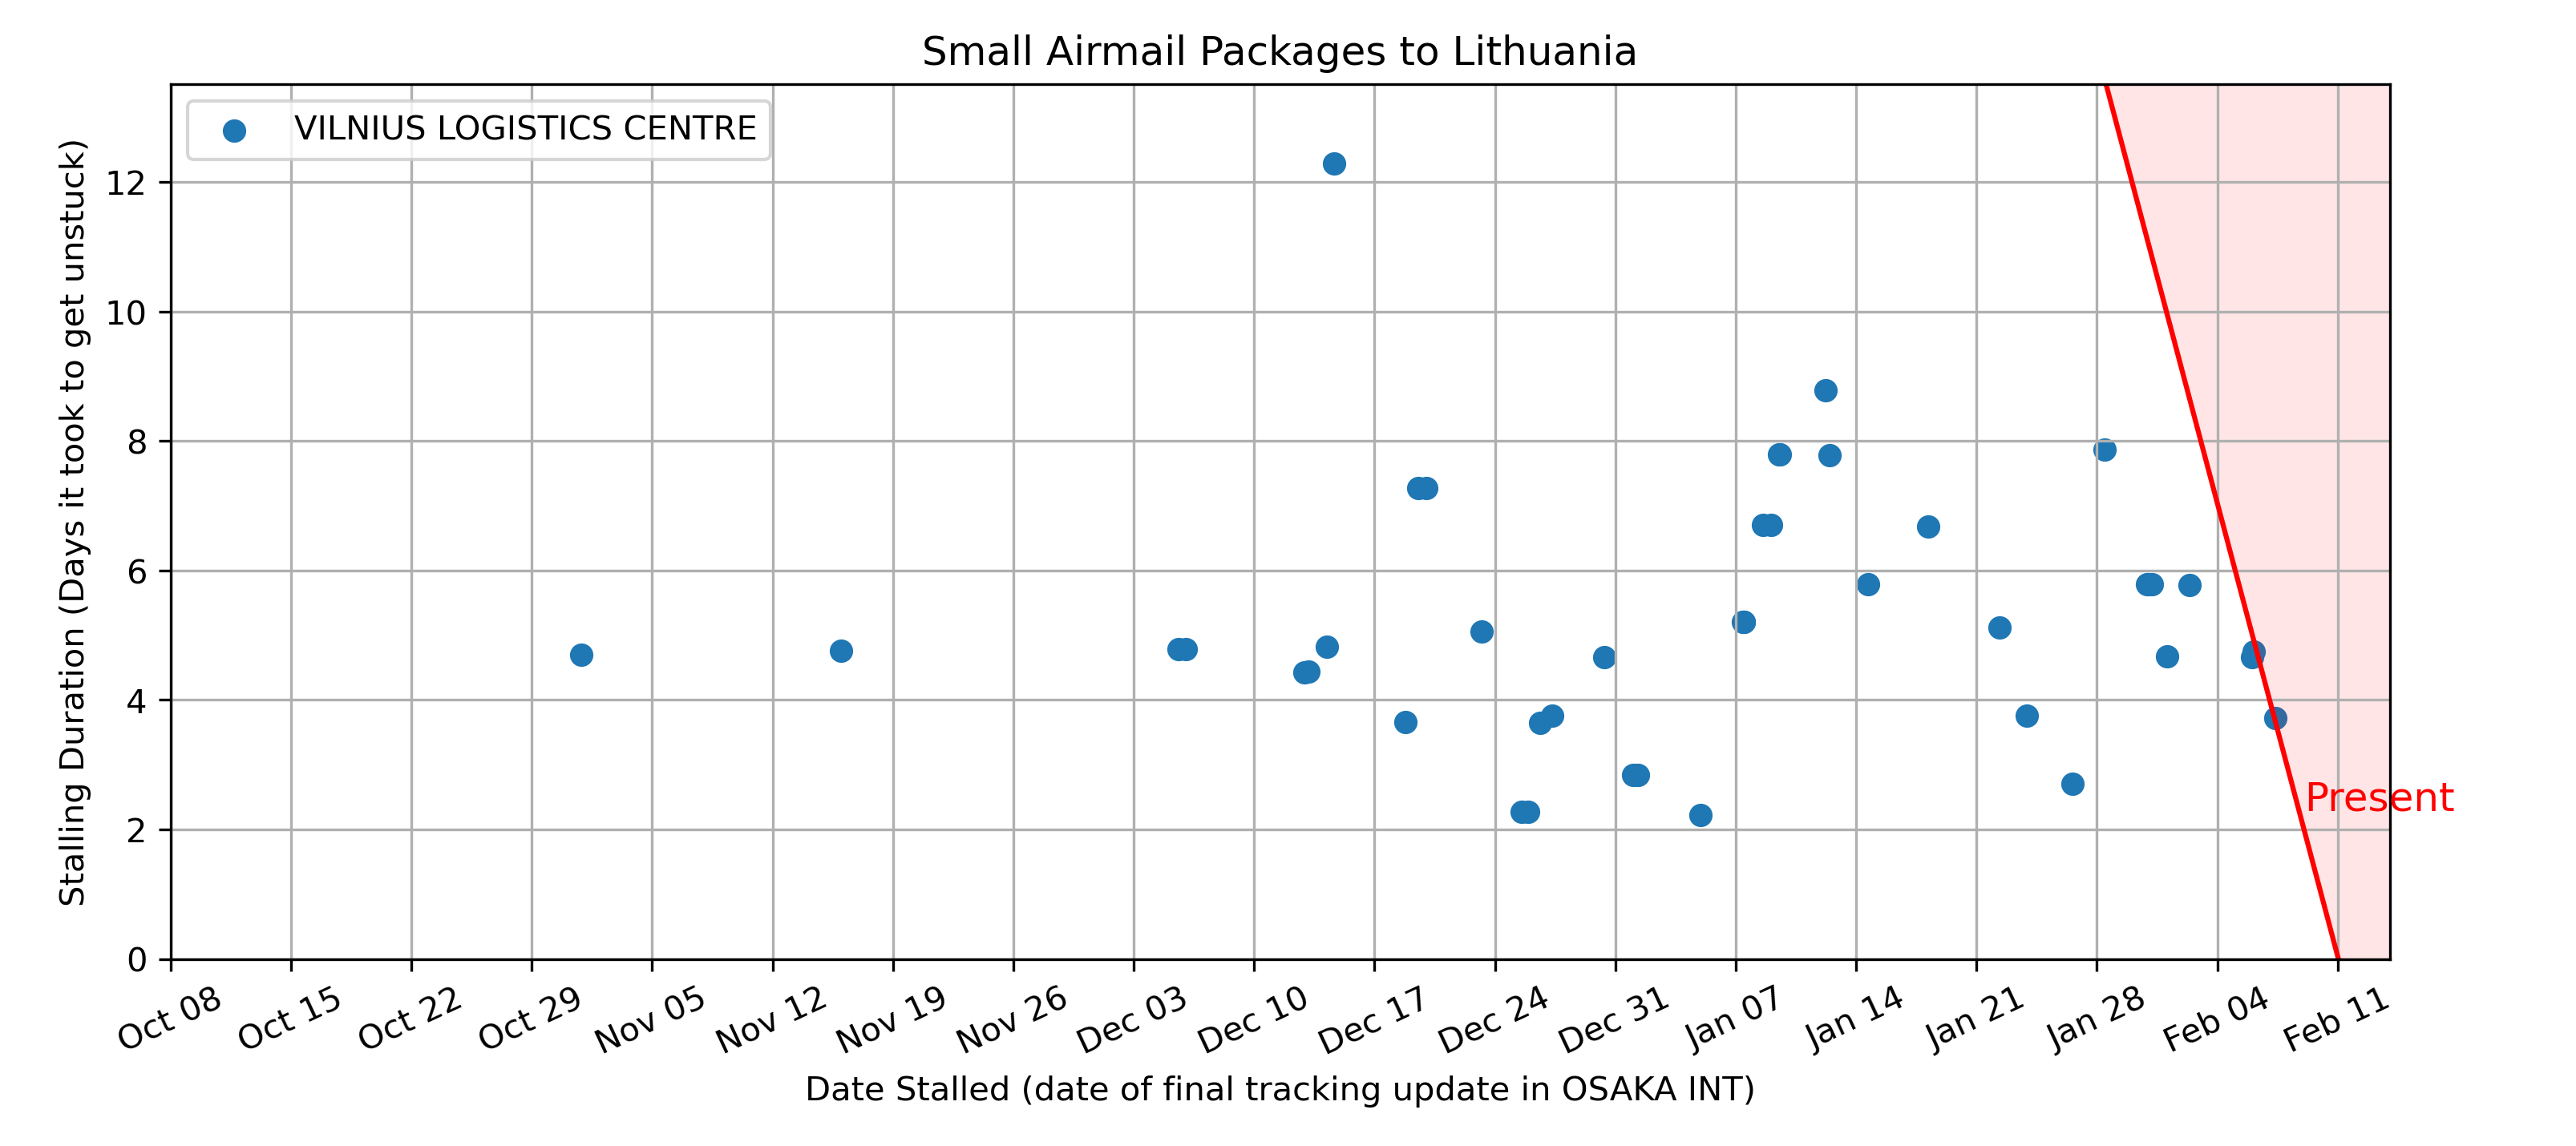 Small Airmail Packages to Lithuania
VILNIUS LOGISTICS CENTRE
Stalling Duration (Days it took to get unstuck)
12
10
8
6
4
2
0
Present
Oct 08
Oct 15
Oct 22
Oct 29
Nov 05
Nov 12
Nov 19
Nov 26
Dec 03
Dec 10
Dec 17
Dec 24
Dec 31
Jan 07
Jan 14
Jan 21
Jan 28
Feb 04
Feb 11
Date Stalled (date of final tracking update in OSAKA INT)